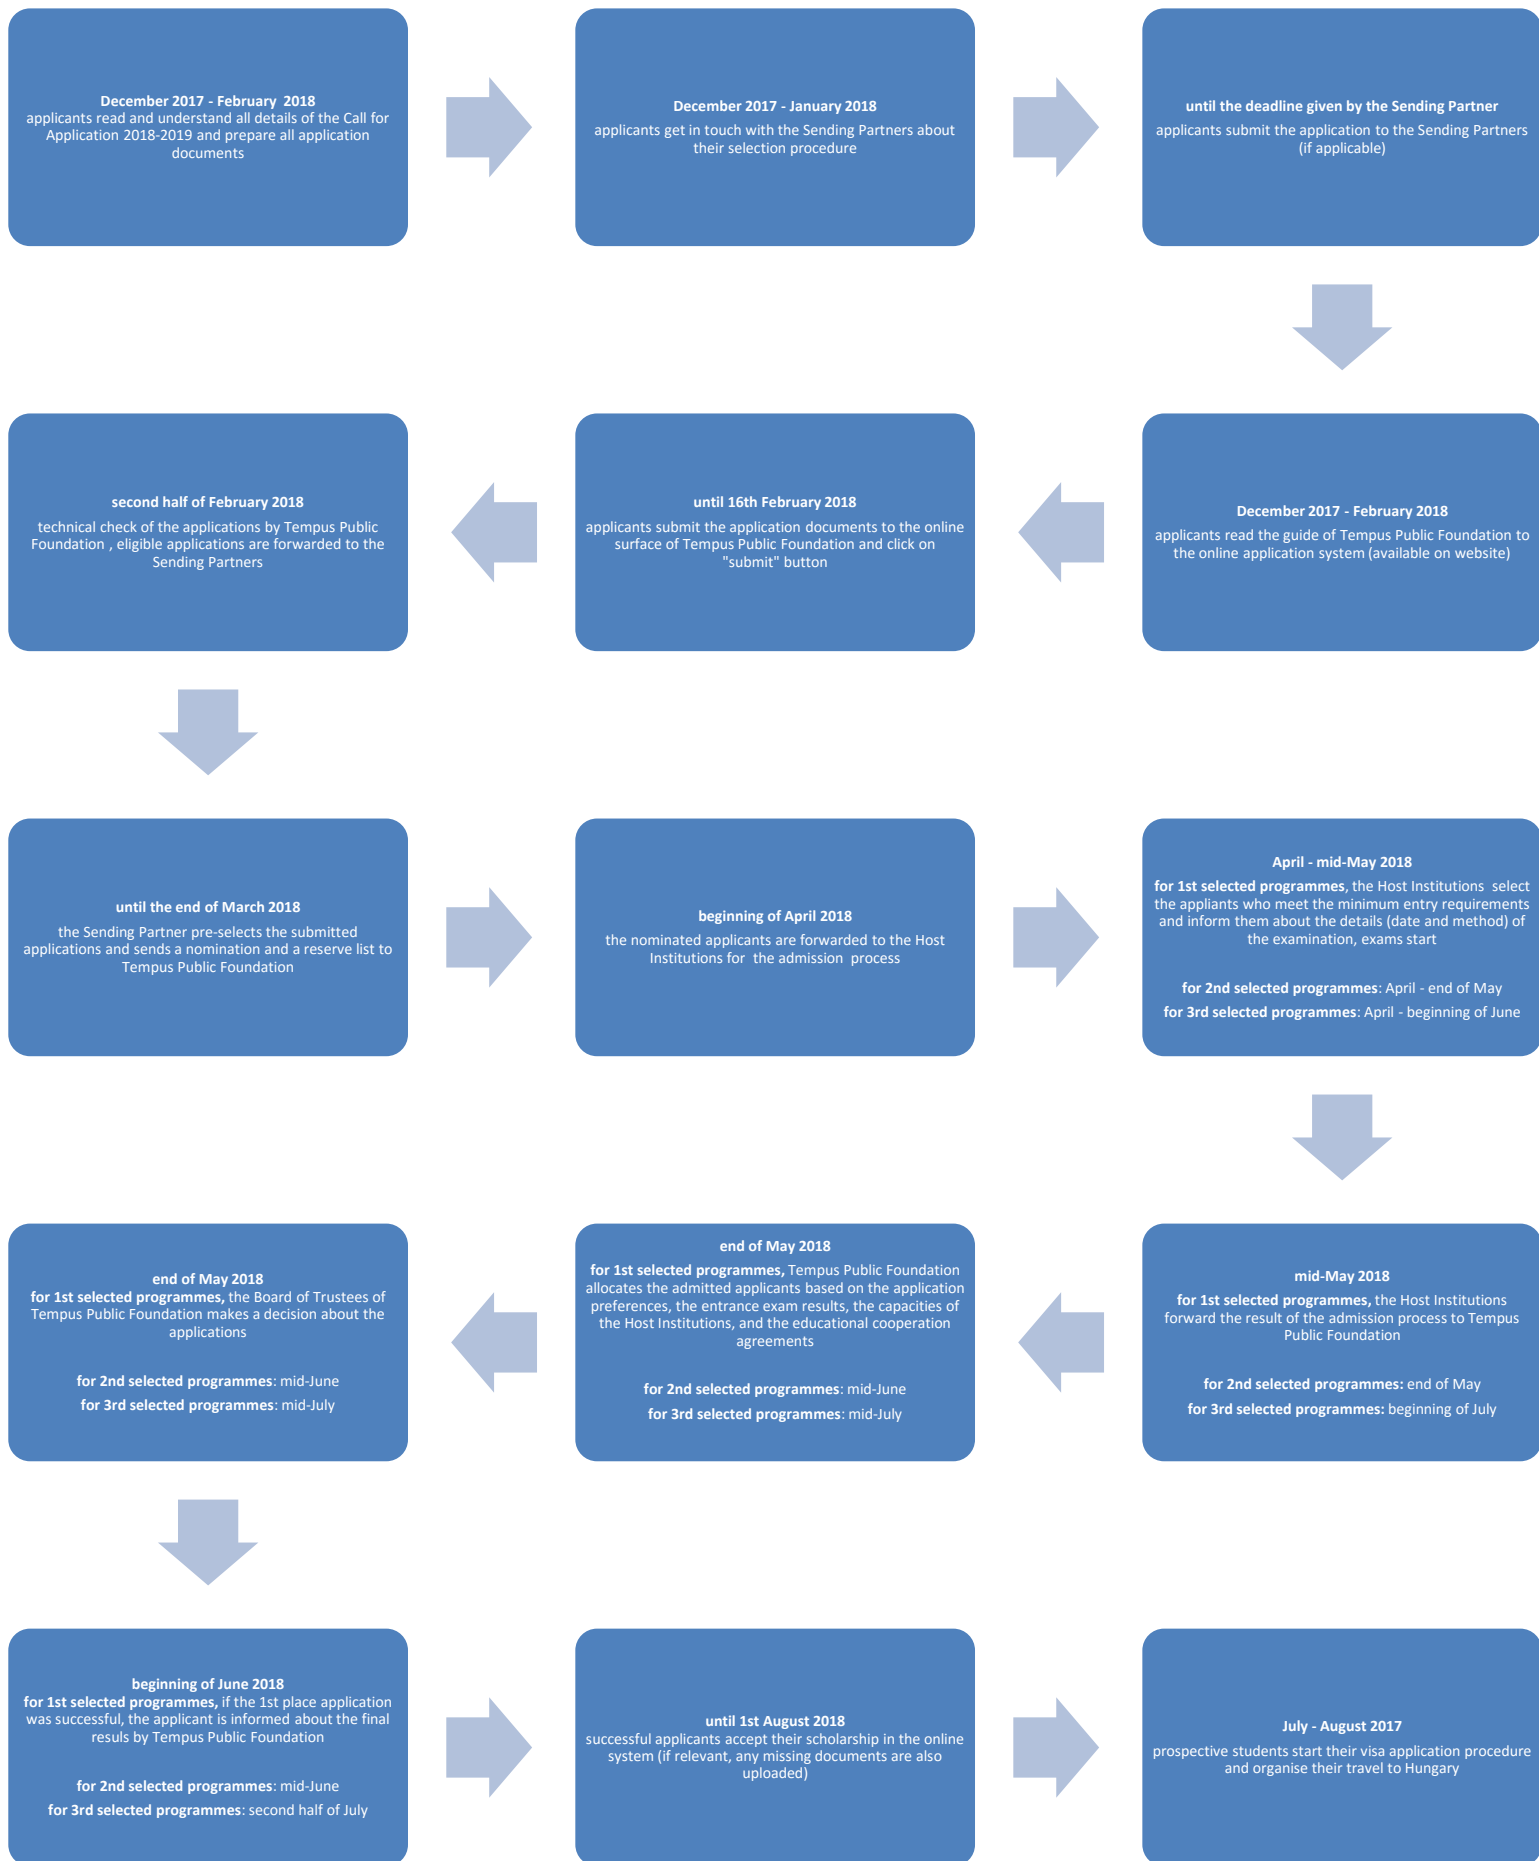 December 2017 - February  2018
applicants read and understand all details of the Call for
Application 2018-2019 and prepare all application
documents
December 2017 - January 2018
applicants get in touch with the Sending Partners about
their selection procedure
until the deadline given by the Sending Partner
applicants submit the application to the Sending Partners
(if applicable)
December 2017 - February 2018
applicants read the guide of Tempus Public Foundation to
the online application system (available on website)
until 16th February 2018
applicants submit the application documents to the online
surface of Tempus Public Foundation and click on
"submit" button
second half of February 2018
technical check of the applications by Tempus Public
Foundation , eligible applications are forwarded to the
Sending Partners
until the end of March 2018
the Sending Partner pre-selects the submitted
applications and sends a nomination and a reserve list to
Tempus Public Foundation
beginning of April 2018
the nominated applicants are forwarded to the Host
Institutions for  the admission  process
April - mid-May 2018
for 1st selected programmes, the Host Institutions  select
the appliants who meet the minimum entry requirements
and inform them about the details (date and method) of
the examination, exams start
for 2nd selected programmes: April - end of May
for 3rd selected programmes: April - beginning of June
mid-May 2018
for 1st selected programmes, the Host Institutions
forward the result of the admission process to Tempus
Public Foundation
for 2nd selected programmes: end of May
for 3rd selected programmes: beginning of July
end of May 2018
for 1st selected programmes, Tempus Public Foundation
allocates the admitted applicants based on the application
preferences, the entrance exam results, the capacities of
the Host Institutions, and the educational cooperation
agreements
for 2nd selected programmes: mid-June
for 3rd selected programmes: mid-July
end of May 2018
for 1st selected programmes, the Board of Trustees of
Tempus Public Foundation makes a decision about the
applications
for 2nd selected programmes: mid-June
for 3rd selected programmes: mid-July
beginning of June 2018
for 1st selected programmes, if the 1st place application
was successful, the applicant is informed about the final
resuls by Tempus Public Foundation
for 2nd selected programmes: mid-June
for 3rd selected programmes: second half of July
until 1st August 2018
successful applicants accept their scholarship in the online
system (if relevant, any missing documents are also
uploaded)
July - August 2017
prospective students start their visa application procedure
and organise their travel to Hungary